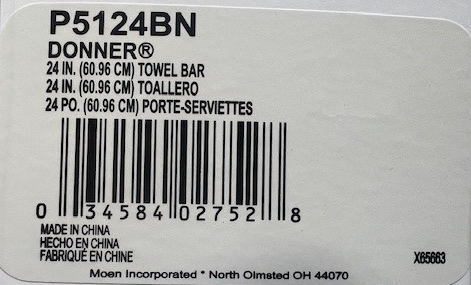 P5124BN
DONNER®
24 IN. (60.96 CM) TOWEL BAR
24 IN. (60.96 CM) TOALLERO
24 PO. (60.96 CM) PORTE-SERVIETTES
0 34584 02752 8
MADE IN CHINA
HECHO EN CHINA
FABRIQUÉ EN CHINE
X65663
Moen Incorporated * North Olmsted OH 44070